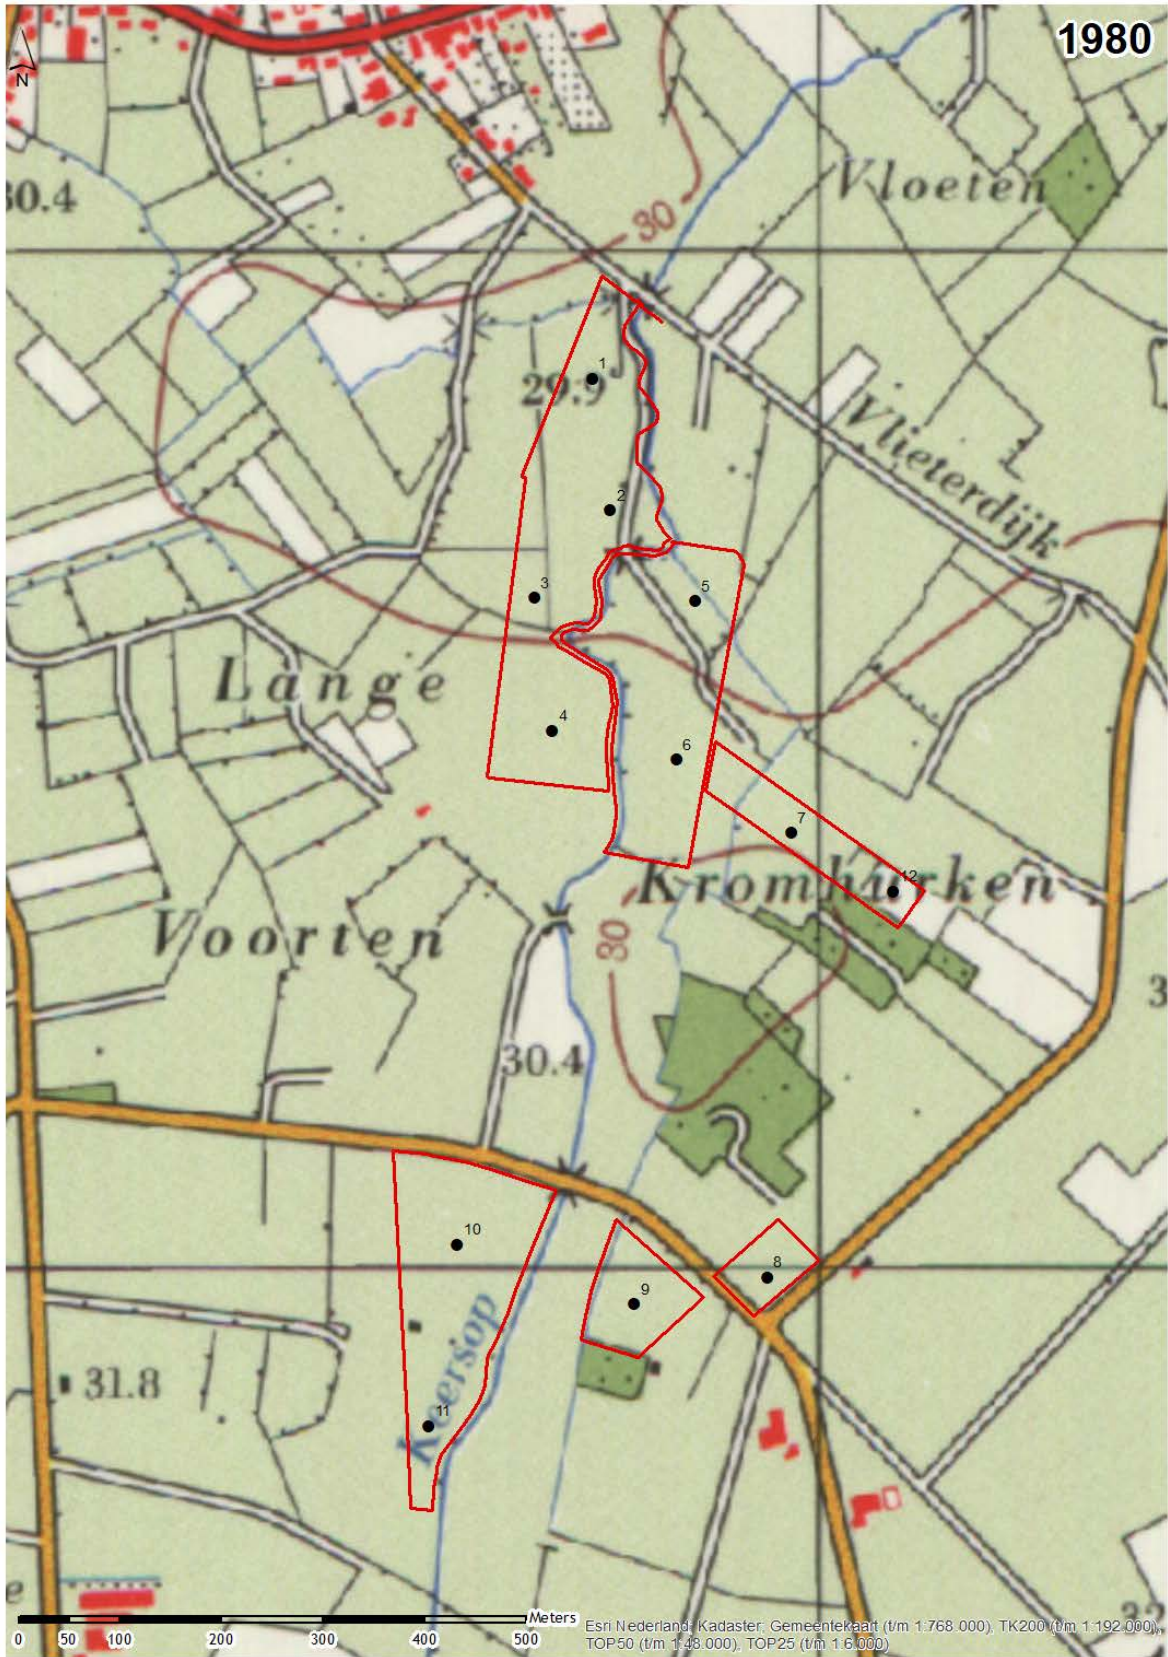 1980
N
Vloeten
30.4
30
1
29.9
Vlieterdijk
2
3
5
Lange
4
6
7
12
Kromhurken
Voorten
30
30.4
3
10
8
9
Keersop
31.8
11
e
Meters
0 50 100 200 300 400 500
Esri Nederland; Kadaster; Gemeentekaart (t/m 1:768.000), TK200 (t/m 1:192.000),
TOP50 (t/m 1:48.000), TOP25 (t/m 1:6.000)